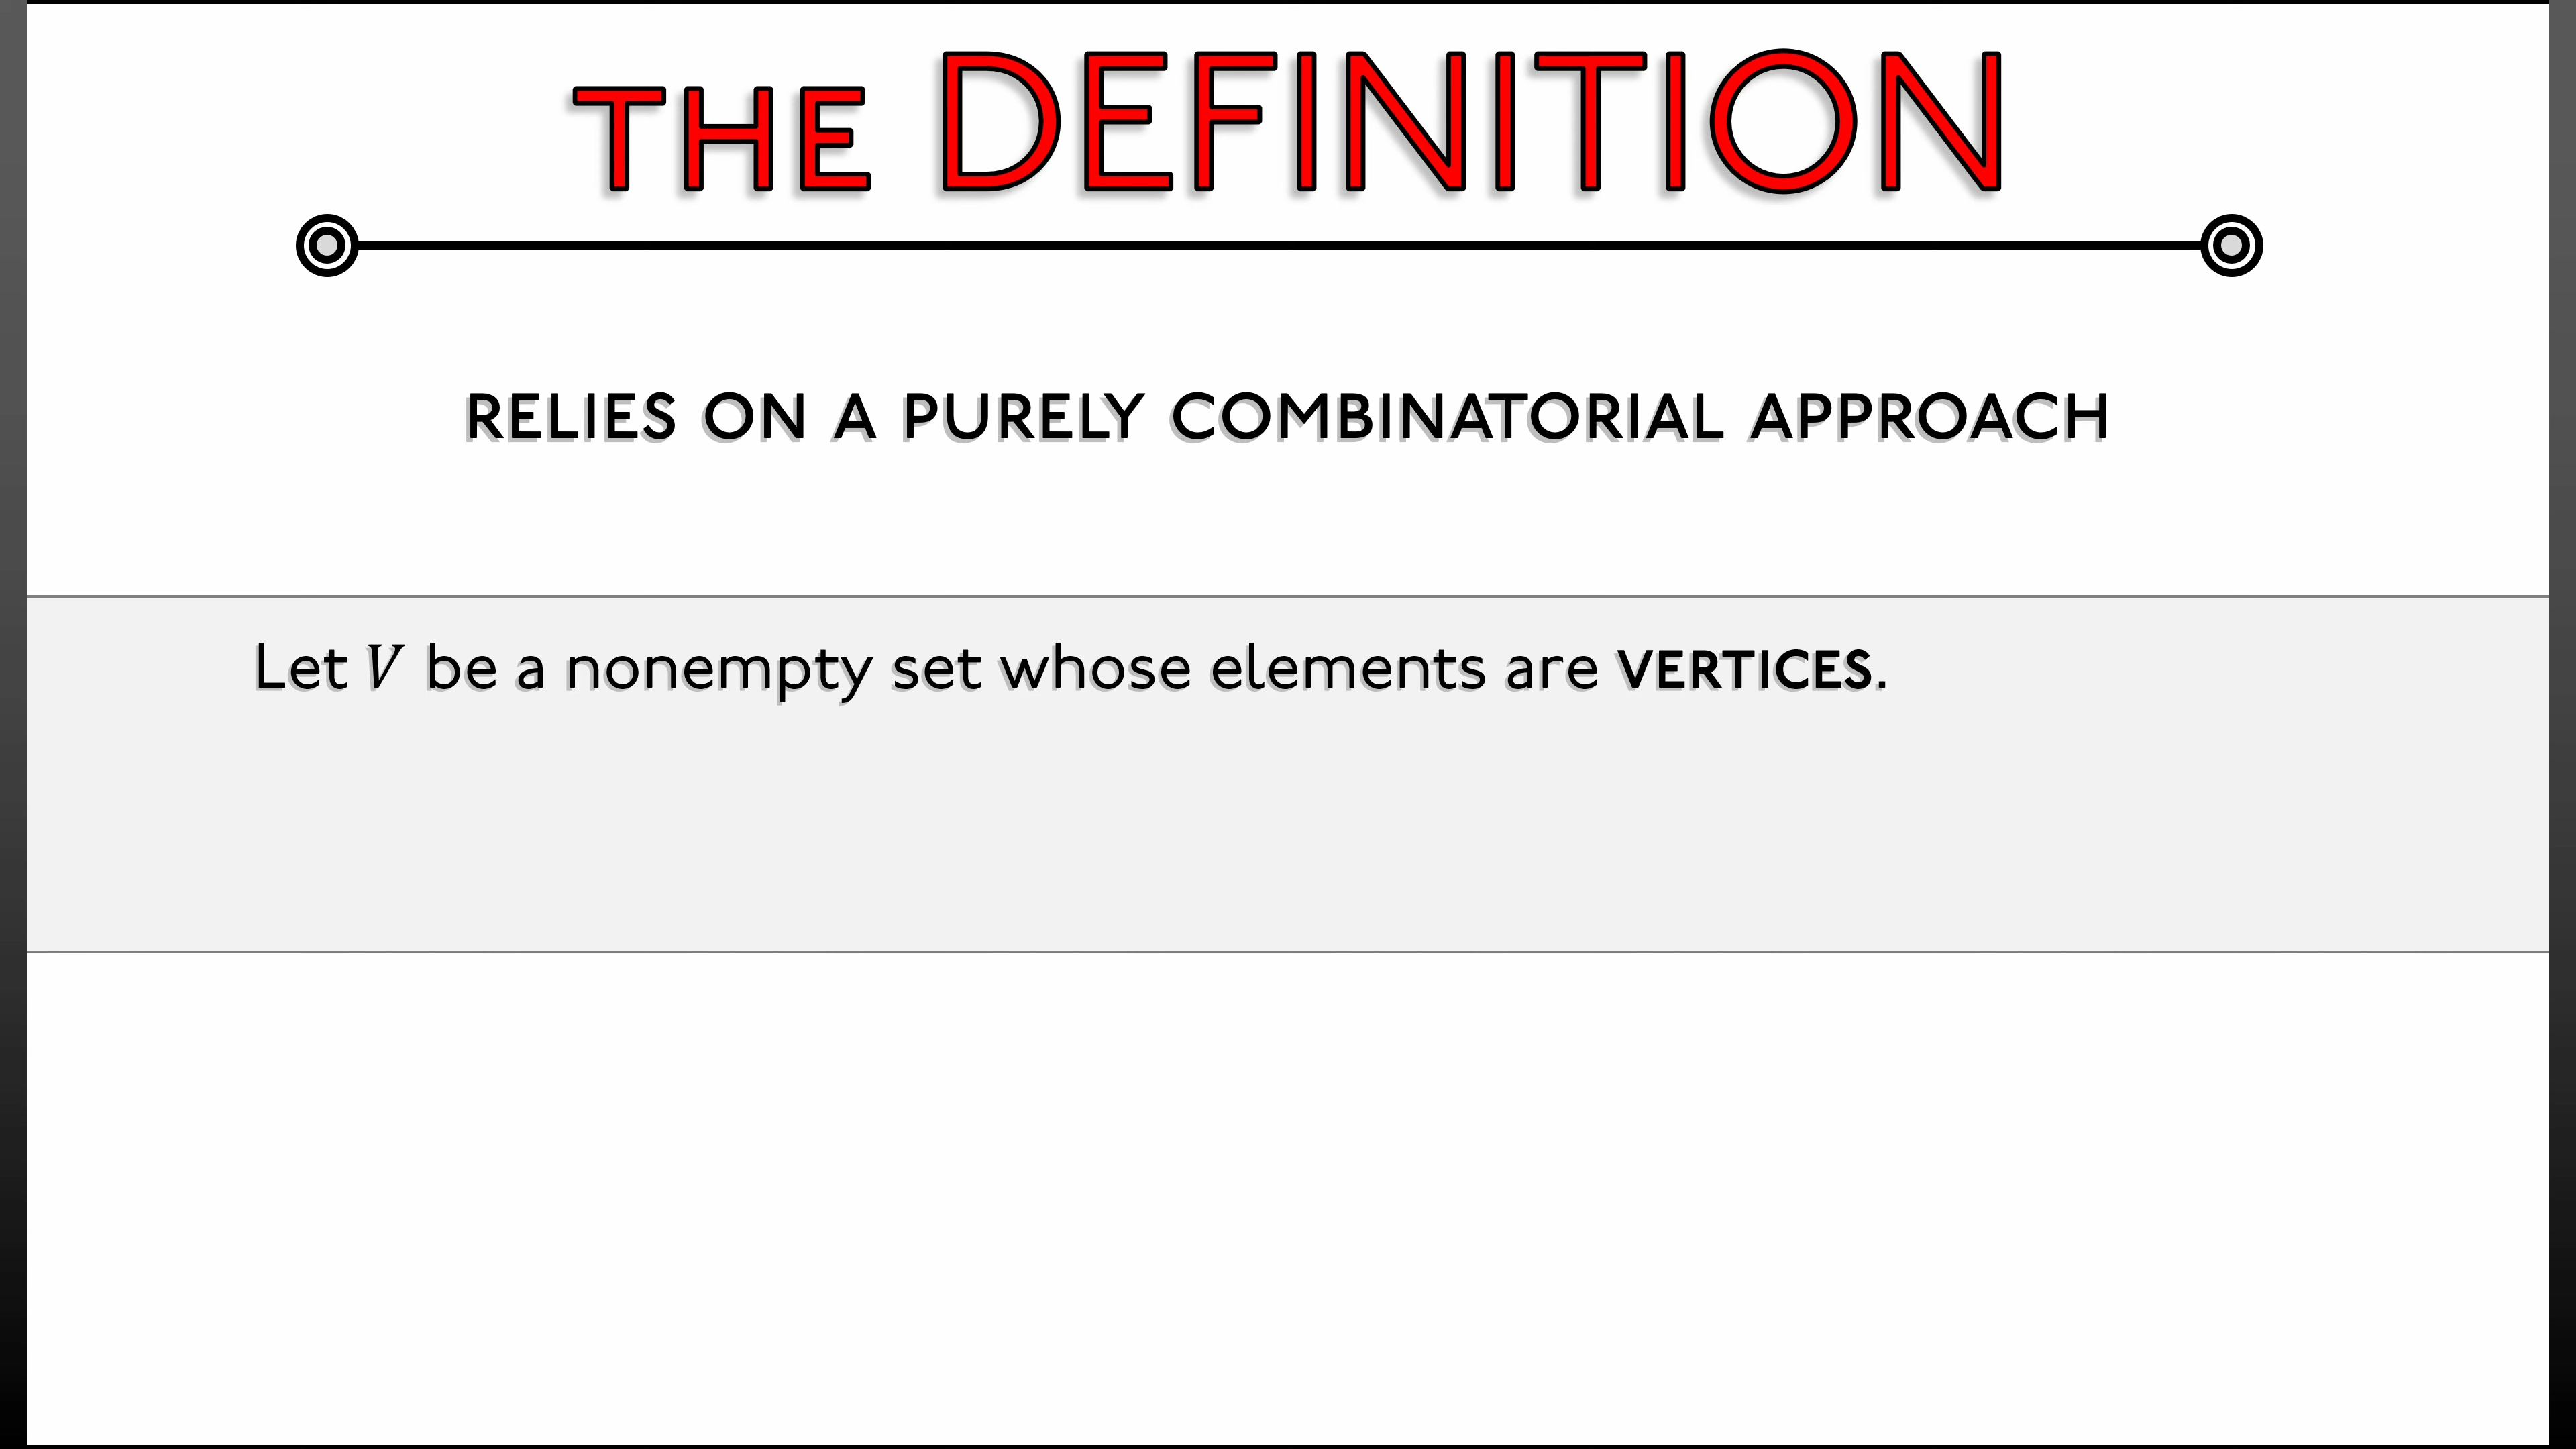 THE DEFINITION
RELIES ON A PURELY COMBINATORIAL APPROACH
Let V be a nonempty set whose elements are VERTICES.